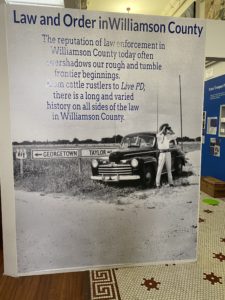 Law and Order in Williamson County
The reputation of law enforcement in
Williamson County today often
overshadows our rough and tumble
frontier beginnings.
cattle rustlers to Live PD,
there is a long and varied
history on all sides of the law
in Williamson County.
GEORGETOWN
TAYLOR